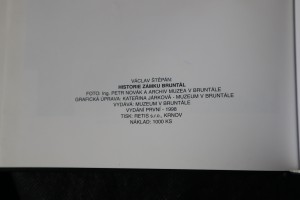 VÁCLAV ŠTĚPÁN:
HISTORIE ZÁMKU BRUNTÁL
FOTO: ing. PETR NOVÁK A ARCHIV MUZEA V BRUNTÁLE
GRAFICKÁ ÚPRAVA: KATEŘINA JÁRKOVÁ - MUZEUM V BRUNTÁLE
VYDALO: MUZEUM V BRUNTÁLE
VYDÁNÍ PRVNÍ - 1998
TISK: RETIS s.r.o., KRNOV
NÁKLAD: 1000 KS